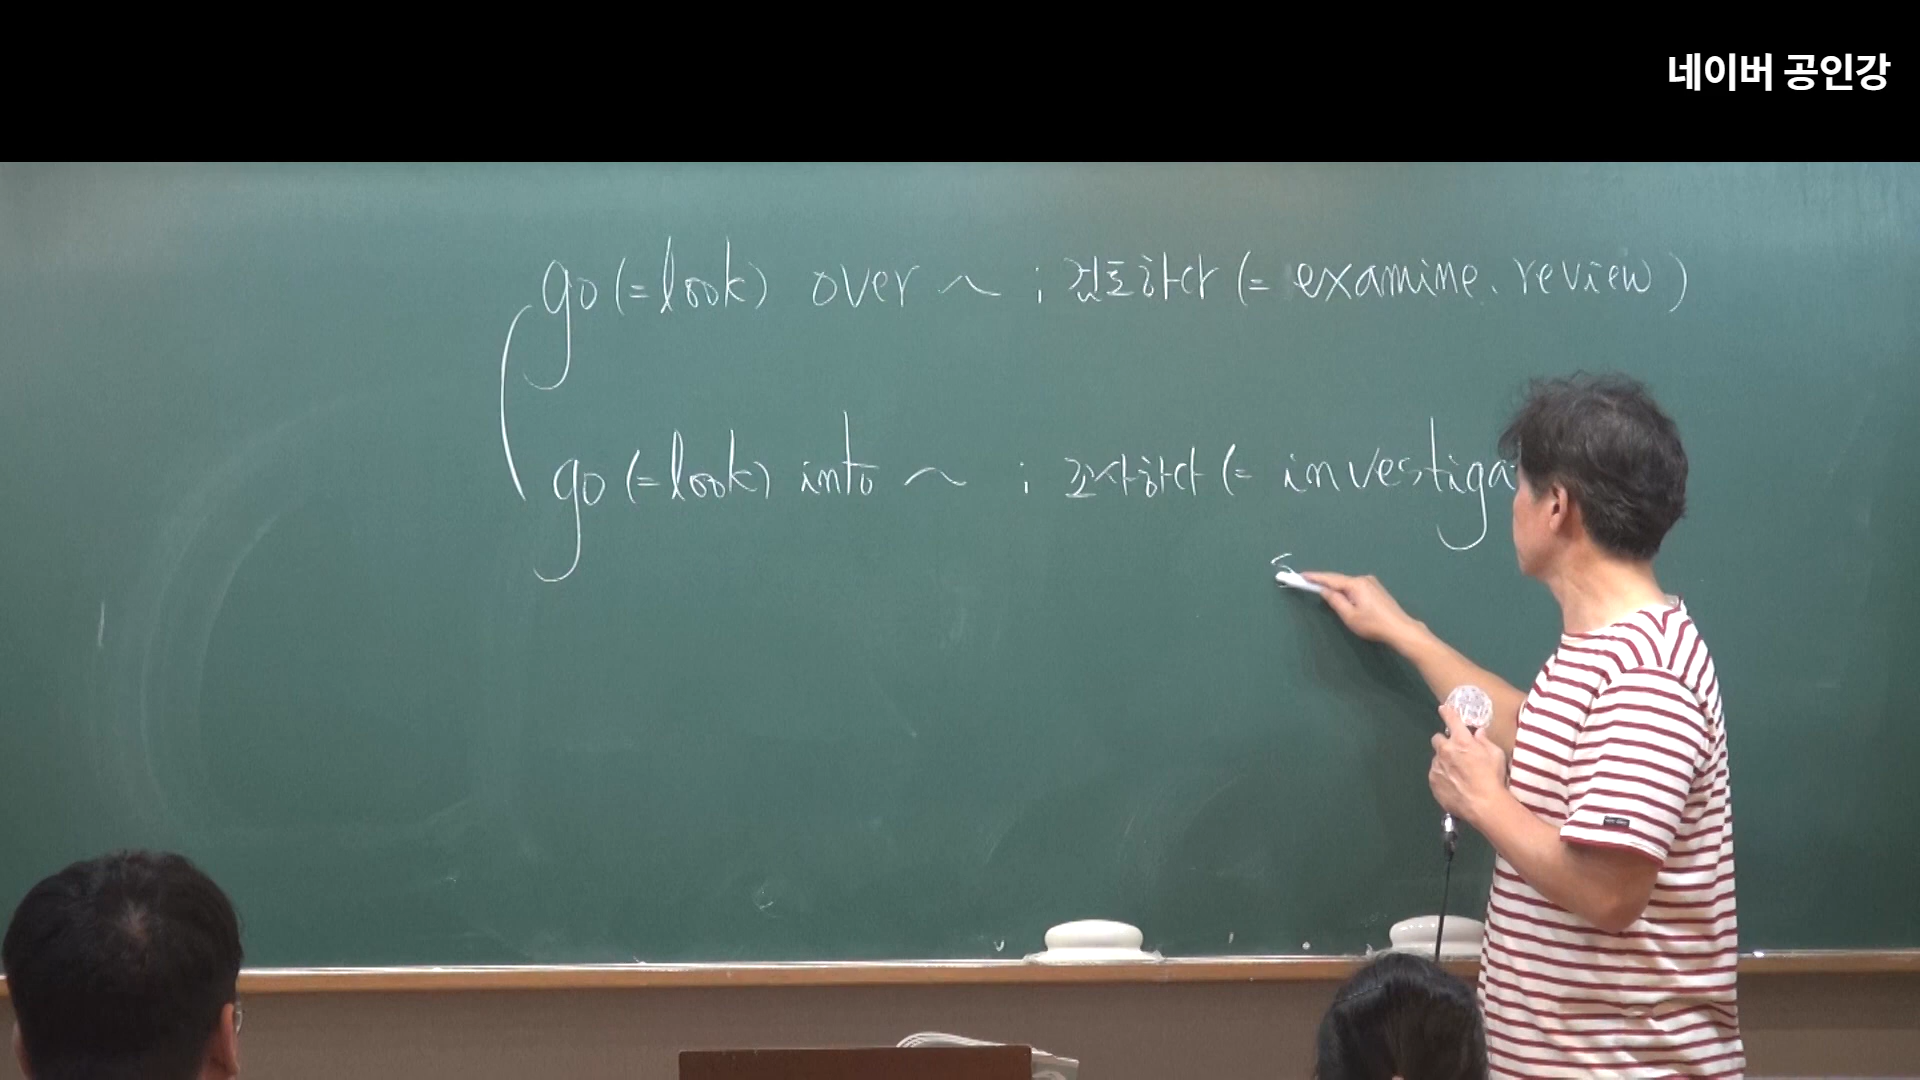 네이버 공인강
go (=look) over ~ ; 검토하다 (= examine, review)
go (=look) into ~ ; 조사하다 (= investiga
s